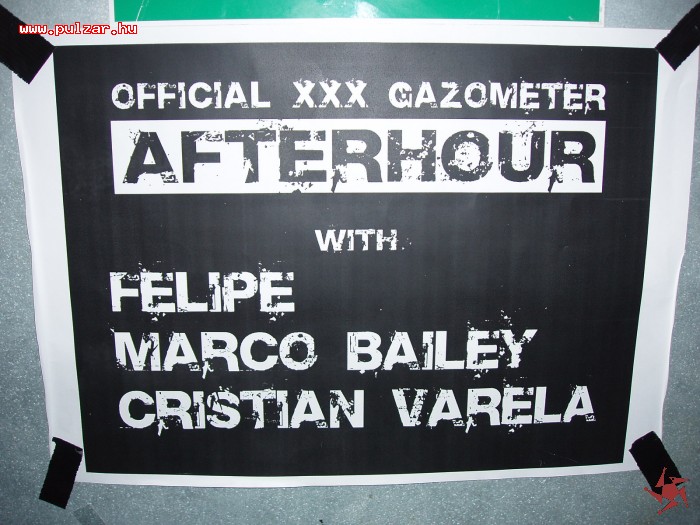 www.pulzar.hu
OFFICIAL XXX GAZOMETER
AFTERHOUR
WITH
FELIPE
MARCO BAILEY
CRISTIAN VARELA